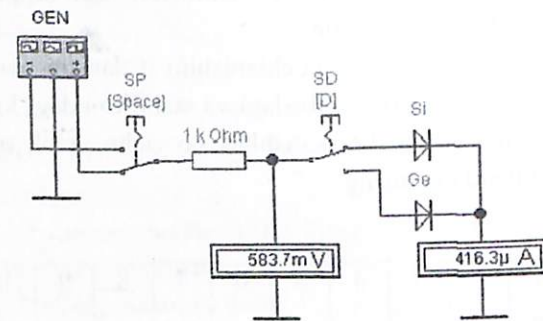 GEN
SP
[Space]
1 k Ohm
SD
[D]
Si
Ge
583.7m V
416.3µ A